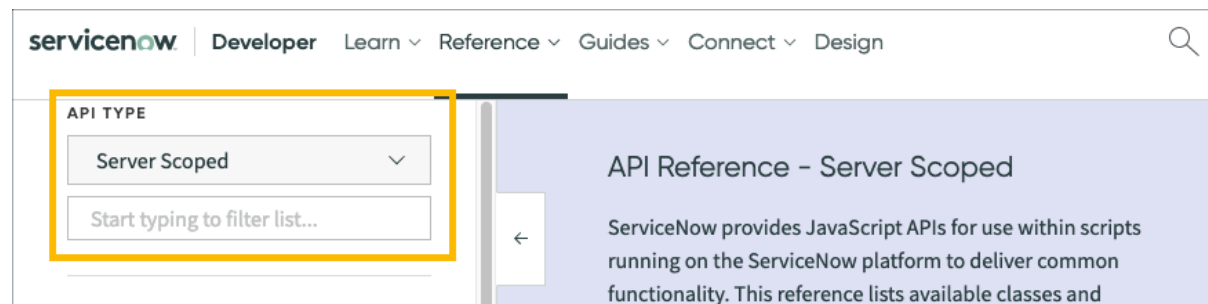 servicenow Developer Learn Reference Guides Connect Design
API TYPE
Server Scoped
Start typing to filter list...
API Reference - Server Scoped
ServiceNow provides JavaScript APIs for use within scripts
running on the ServiceNow platform to deliver common
functionality. This reference lists available classes and